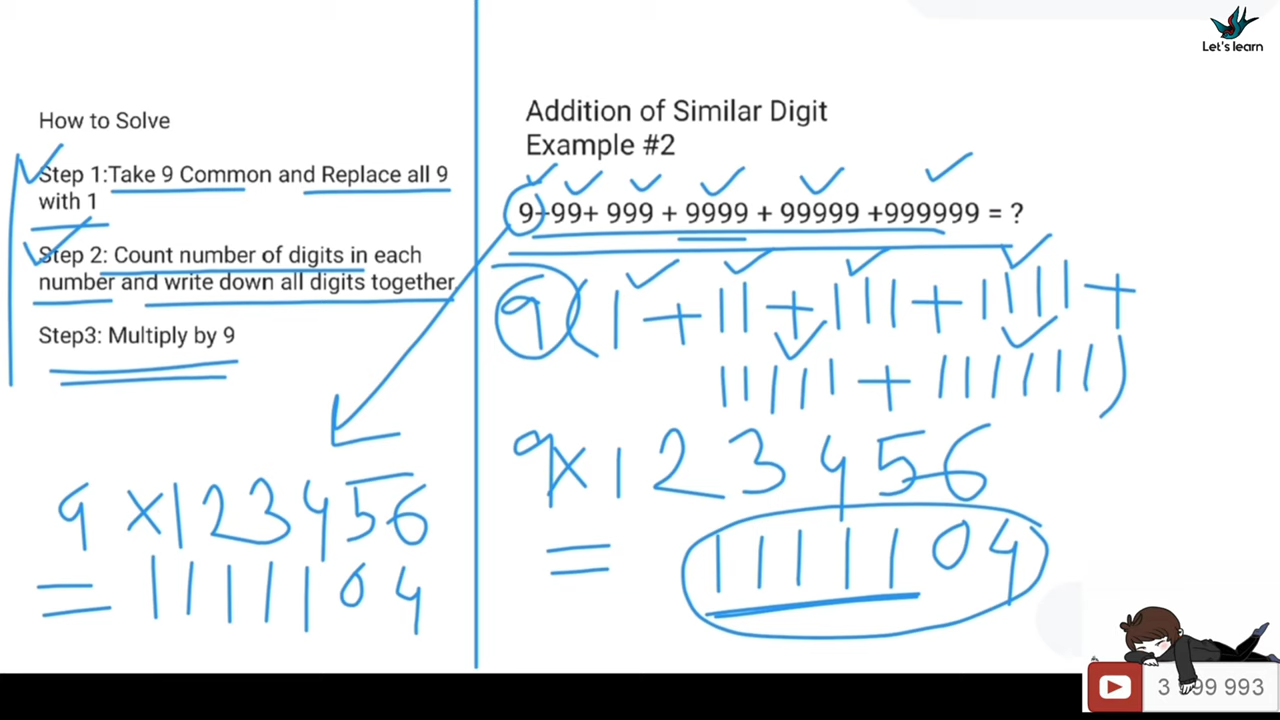 Let's learn
How to Solve
Step 1:Take 9 Common and Replace all 9
with 1
Step 2: Count number of digits in each
number and write down all digits together
Step3: Multiply by 9
9 × 123456
= 1111104
Addition of Similar Digit
Example #2
9+99+ 999 + 9999 + 99999 +999999 = ?
9(1 + 11 + 111 + 1111 +
11111 + 111111)
9 × 123456
= 1111104